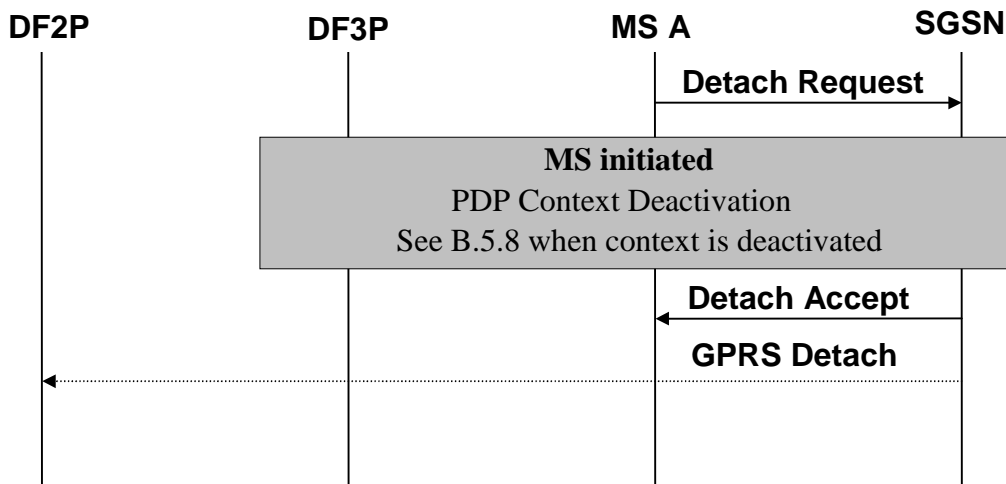 DF2P
DF3P
MS A
SGSN
Detach Request
MS initiated
PDP Context Deactivation
See B.5.8 when context is deactivated
Detach Accept
GPRS Detach